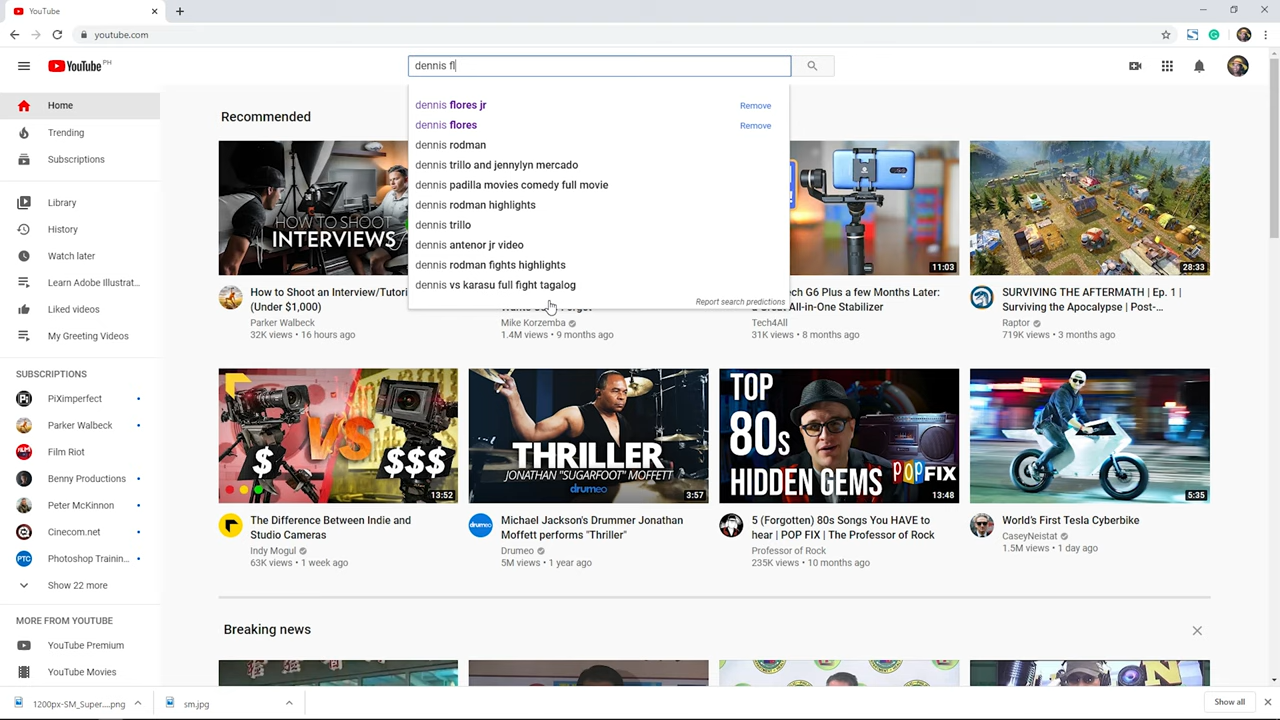 YouTube
youtube.com
YouTube PH
dennis fl
dennis flores jr Remove
dennis flores Remove
dennis rodman
dennis trillo and jennylyn mercado
dennis padilla movies comedy full movie
dennis rodman highlights
dennis trillo
dennis antenor jr video
dennis rodman fights highlights
dennis vs karasu full fight tagalog
Report search predictions
Home
Trending
Subscriptions
Library
History
Watch later
Learn Adobe Illustrat...
Liked videos
My Greeting Videos
SUBSCRIPTIONS
PiXimperfect
Parker Walbeck
Film Riot
Benny Productions
Peter McKinnon
Cinecom.net
PTC
Photoshop Trainin...
Show 22 more
MORE FROM YOUTUBE
YouTube Premium
YouTube Movies
Recommended
HOW TO SHOOT
INTERVIEWS
How to Shoot an Interview/Tutori
(Under $1,000)
Parker Walbeck
32K views • 16 hours ago
Mike Korzemba
1.4M views • 9 months ago
11:03
ech G6 Plus a few Months Later:
Great All-in-One Stabilizer
Tech4All
31K views • 8 months ago
28:33
SURVIVING THE AFTERMATH | Ep. 1 |
Surviving the Apocalypse | Post-...
Raptor
719K views • 3 months ago
$ VS $$$
13:52
The Difference Between Indie and
Studio Cameras
Indy Mogul
63K views • 1 week ago
THRILLER
JONATHAN "SUGARFOOT" MOFFETT
drumeo
3:57
drumeo
Michael Jackson's Drummer Jonathan
Moffett performs "Thriller"
Drumeo
5M views • 1 year ago
TOP
80s
HIDDEN GEMS
POPFIX
13:48
5 (Forgotten) 80s Songs You HAVE to
hear | POP FIX | The Professor of Rock
Professor of Rock
235K views • 10 months ago
5:35
World's First Tesla Cyberbike
CaseyNeistat
1.5M views • 1 day ago
Breaking news
1200px-SM_Super....png
sm.jpg
Show all